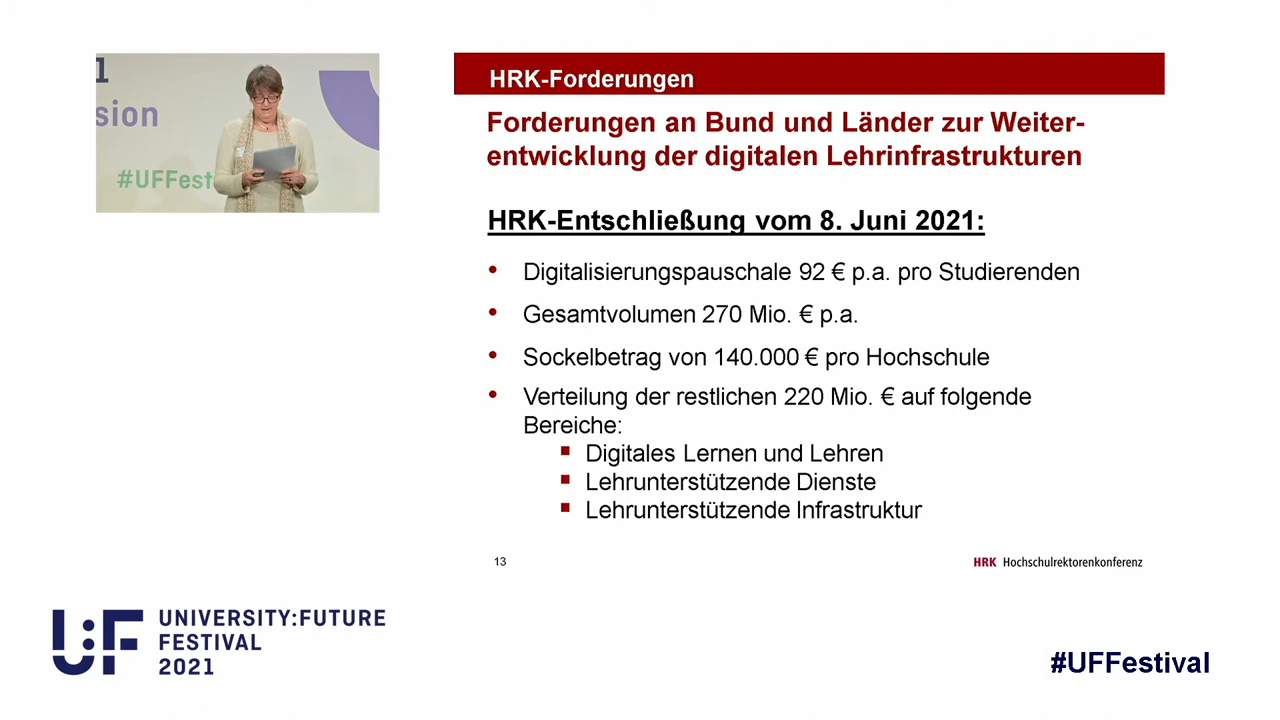 1
sion
#UFFest
HRK-Forderungen
Forderungen an Bund und Länder zur Weiter-
entwicklung der digitalen Lehrinfrastrukturen
HRK-Entschließung vom 8. Juni 2021:
• Digitalisierungspauschale 92 € p.a. pro Studierenden
• Gesamtvolumen 270 Mio. € p.a.
• Sockelbetrag von 140.000 € pro Hochschule
• Verteilung der restlichen 220 Mio. € auf folgende
Bereiche:
▪ Digitales Lernen und Lehren
▪ Lehrunterstützende Dienste
▪ Lehrunterstützende Infrastruktur
13
HRK Hochschulrektorenkonferenz
U:F
UNIVERSITY:FUTURE
FESTIVAL
2021
#UFFestival